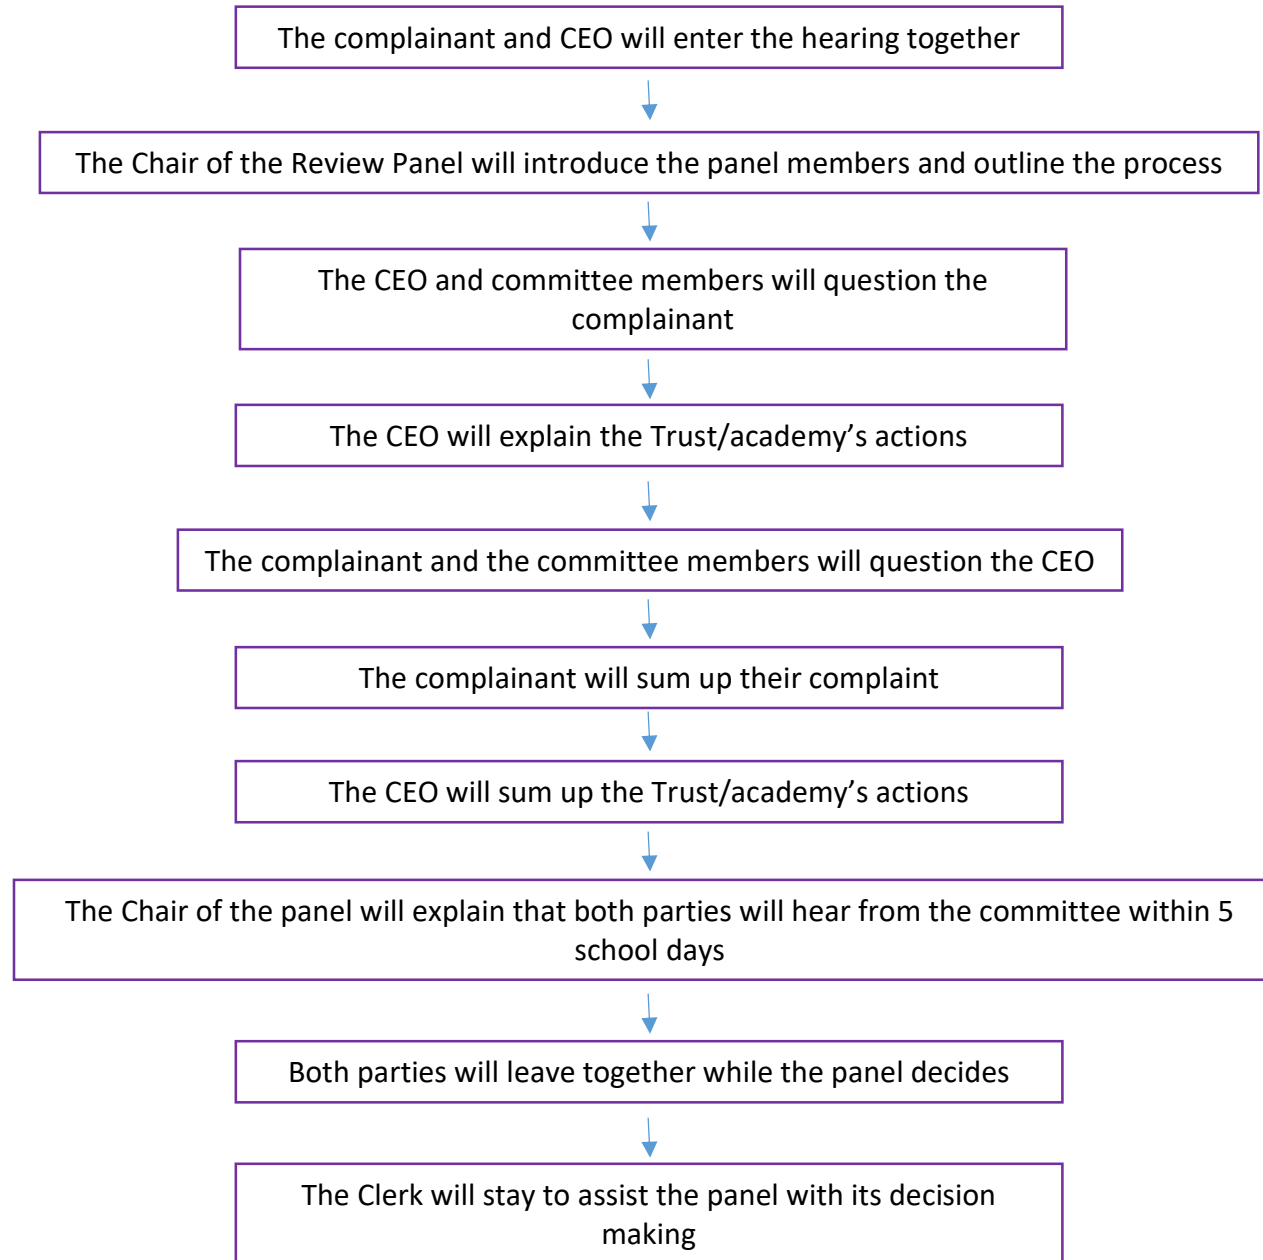 The complainant and CEO will enter the hearing together
The Chair of the Review Panel will introduce the panel members and outline the process
The CEO and committee members will question the
complainant
The CEO will explain the Trust/academy’s actions
The complainant and the committee members will question the CEO
The complainant will sum up their complaint
The CEO will sum up the Trust/academy’s actions
The Chair of the panel will explain that both parties will hear from the committee within 5
school days
Both parties will leave together while the panel decides
The Clerk will stay to assist the panel with its decision
making